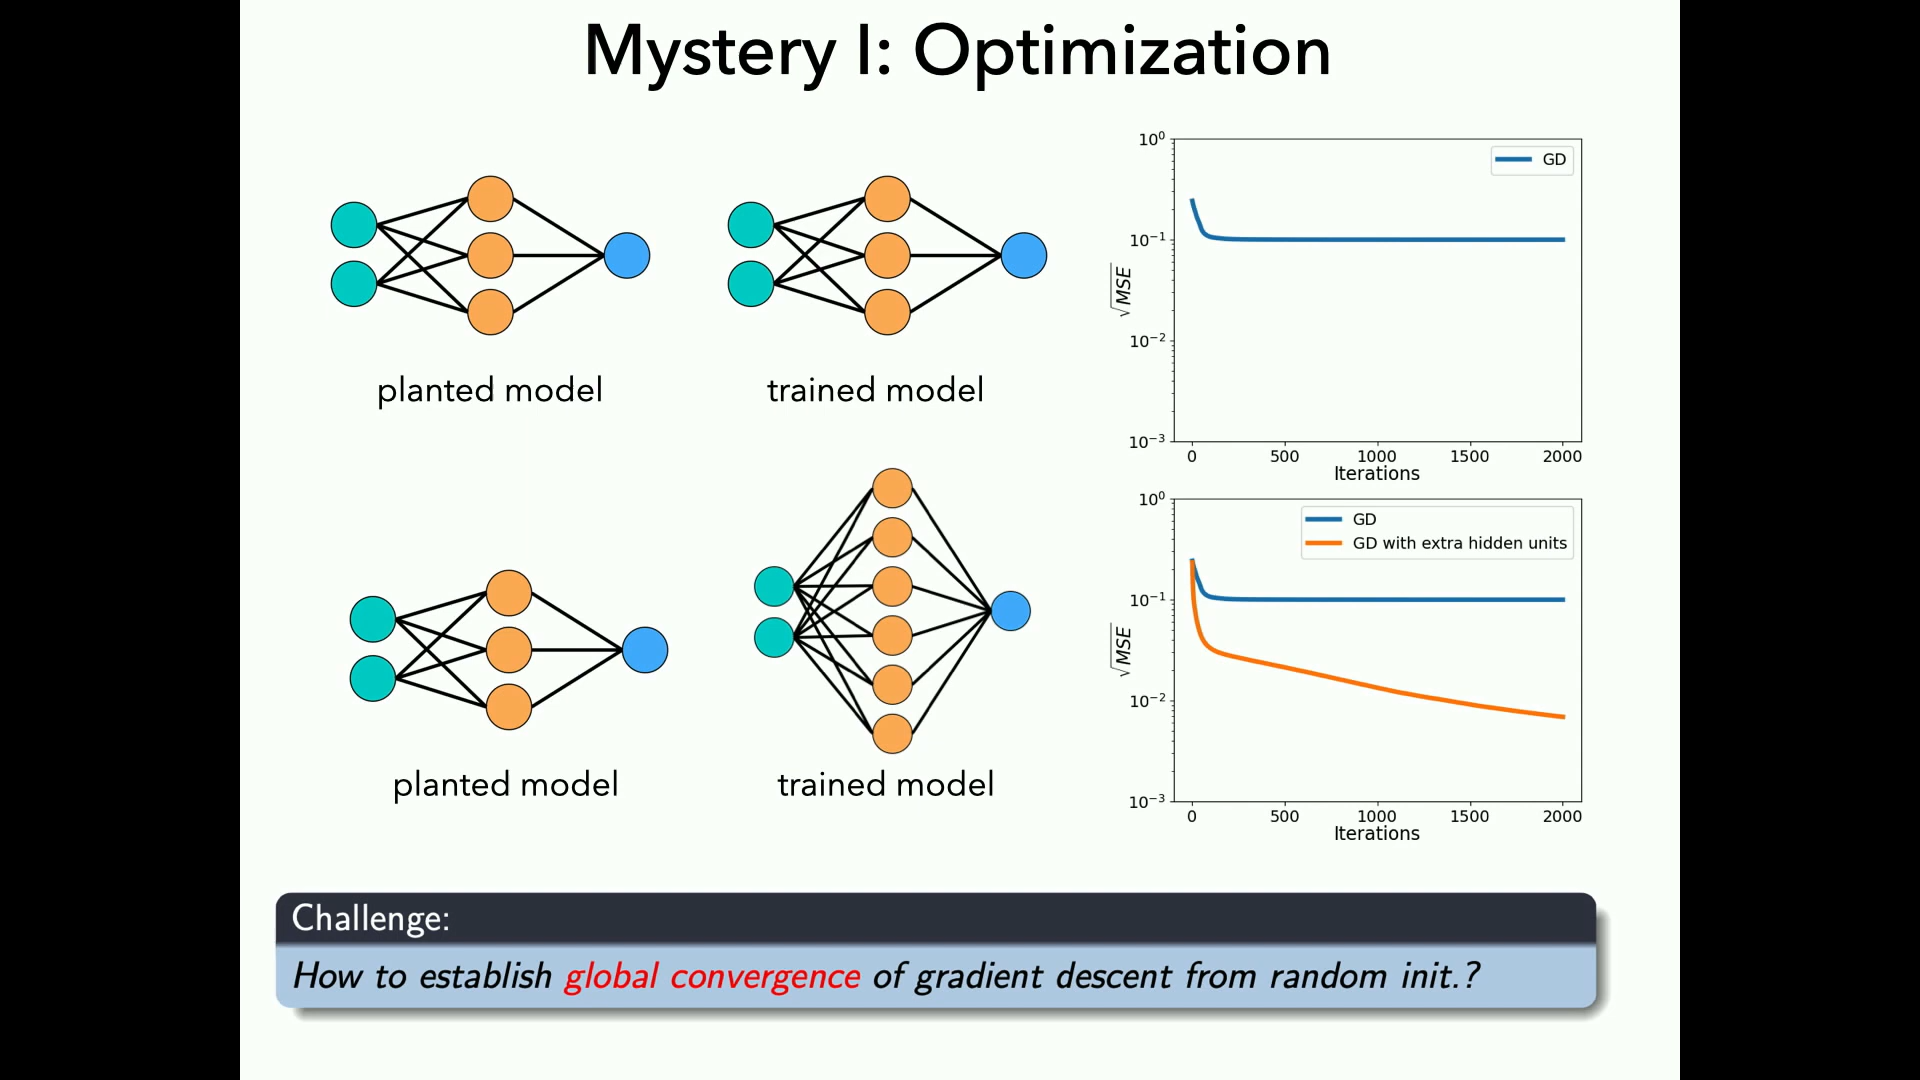 Mystery I: Optimization
planted model
trained model
GD
10⁰
10⁻¹
10⁻²
10⁻³
√MSE
0 500 1000 1500 2000
Iterations
planted model
trained model
GD
GD with extra hidden units
10⁰
10⁻¹
10⁻²
10⁻³
√MSE
0 500 1000 1500 2000
Iterations
Challenge:
How to establish global convergence of gradient descent from random init.?